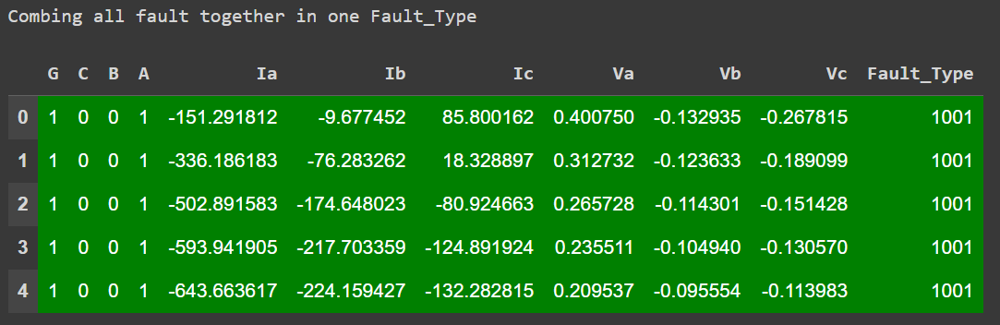 Combing all fault together in one Fault_Type
G C B A Ia Ib Ic Va Vb Vc Fault_Type
0 1 0 0 1 -151.291812 -9.677452 85.800162 0.400750 -0.132935 -0.267815 1001
1 1 0 0 1 -336.186183 -76.283262 18.328897 0.312732 -0.123633 -0.189099 1001
2 1 0 0 1 -502.891583 -174.648023 -80.924663 0.265728 -0.114301 -0.151428 1001
3 1 0 0 1 -593.941905 -217.703359 -124.891924 0.235511 -0.104940 -0.130570 1001
4 1 0 0 1 -643.663617 -224.159427 -132.282815 0.209537 -0.095554 -0.113983 1001